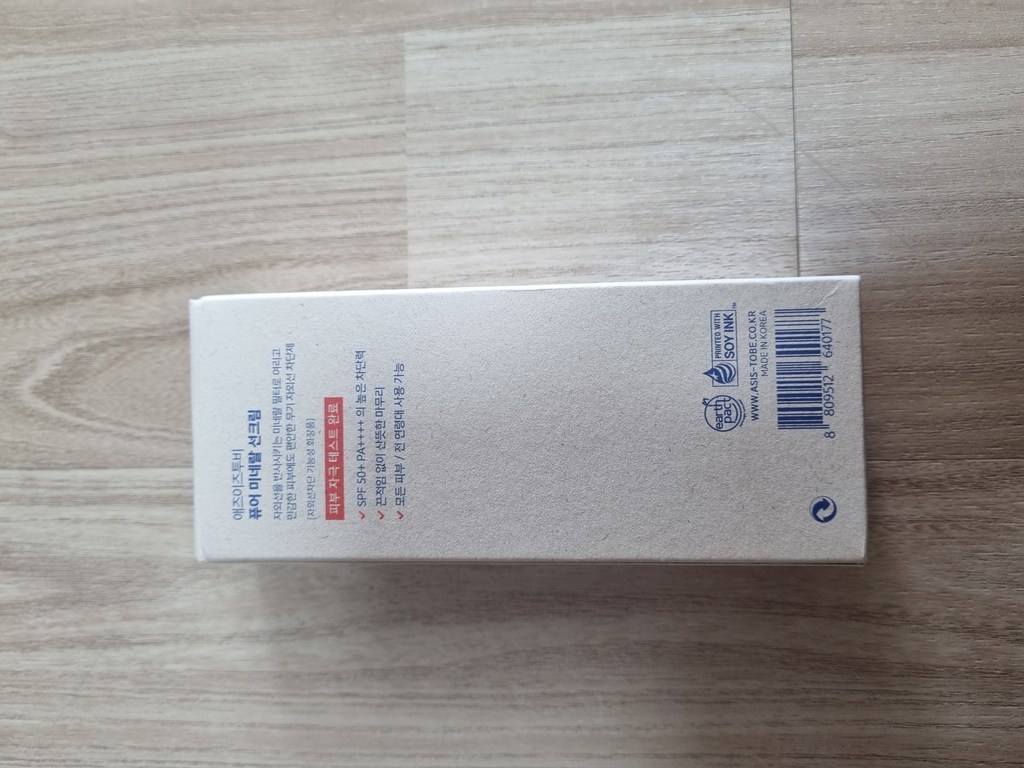 애즈이즈투비
퓨어 미네랄 선크림
자외선을 반사시키는 미네랄 필터로 여리고
민감한 피부에도 편안한 무기 자외선 차단제
[자외선차단 기능성 화장품]
피부 자극 테스트 완료
SPF 50+ PA++++ 의 높은 차단력
끈적임 없이 산뜻한 마무리
모든 피부 / 전 연령대 사용 가능
earth pact
PRINTED WITH
SOY INK™
WWW.ASIS-TOBE.CO.KR
MADE IN KOREA
8 809512 640177